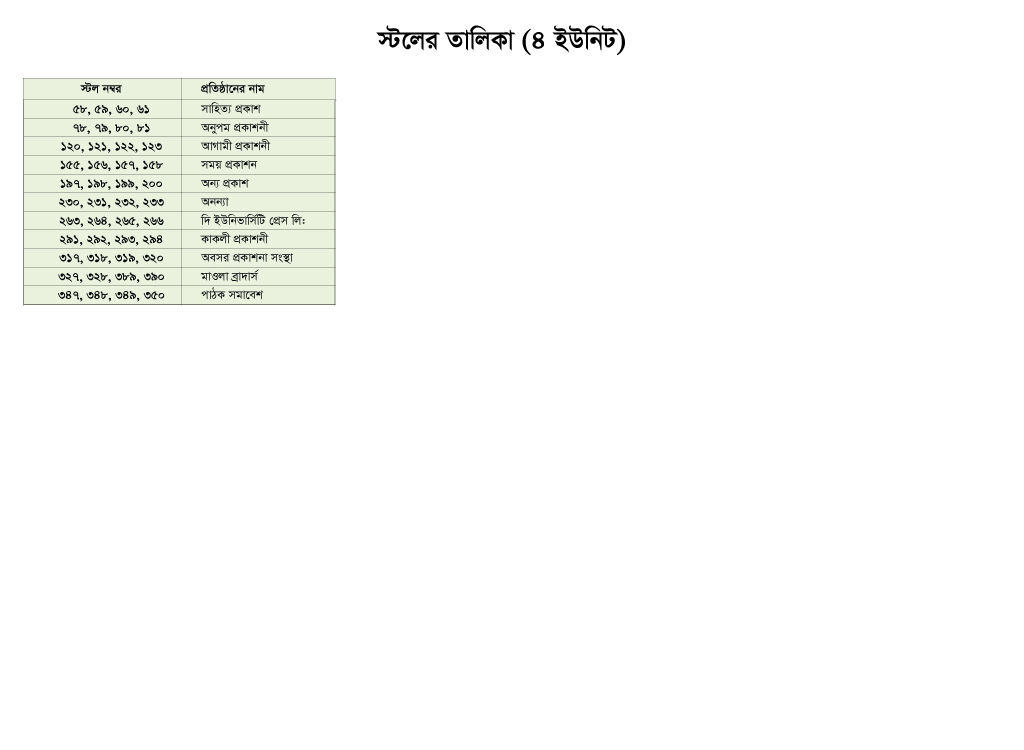 স্টলের তালিকা (৪ ইউনিট)
স্টল নম্বর প্রতিষ্ঠানের নাম
৫৮, ৫৯, ৬০, ৬১ সাহিত্য প্রকাশ
৭৮, ৭৯, ৮০, ৮১ অনুপম প্রকাশনী
১২০, ১২১, ১২২, ১২৩ আগামী প্রকাশনী
১৫৫, ১৫৬, ১৫৭, ১৫৮ সময় প্রকাশন
১৯৭, ১৯৮, ১৯৯, ২০০ অন্য প্রকাশ
২৩০, ২৩১, ২৩২, ২৩৩ অনন্যা
২৬৩, ২৬৪, ২৬৫, ২৬৬ দি ইউনিভার্সিটি প্রেস লি:
২৯১, ২৯২, ২৯৩, ২৯৪ কাকলী প্রকাশনী
৩১৭, ৩১৮, ৩১৯, ৩২০ অবসর প্রকাশনা সংস্থা
৩২৭, ৩২৮, ৩৮৯, ৩৯০ মাওলা ব্রাদার্স
৩৪৭, ৩৪৮, ৩৪৯, ৩৫০ পাঠক সমাবেশ